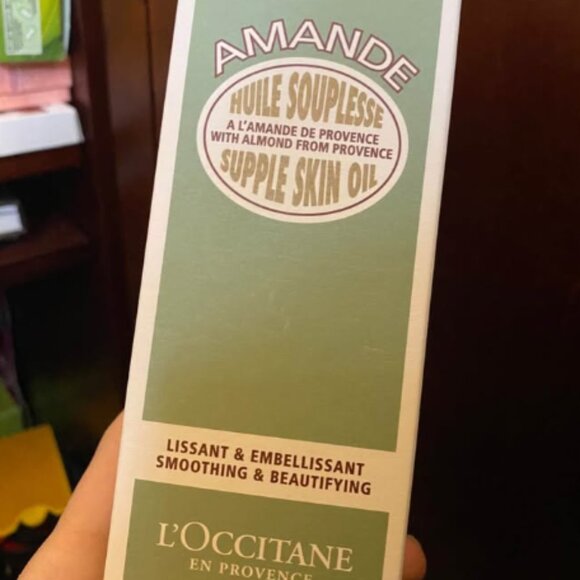 AMANDE
HUILE SOUPLESSE
A L'AMANDE DE PROVENCE
WITH ALMOND FROM PROVENCE
SUPPLE SKIN OIL
LISSANT & EMBELLISSANT
SMOOTHING & BEAUTIFYING
L'OCCITANE
EN PROVENCE